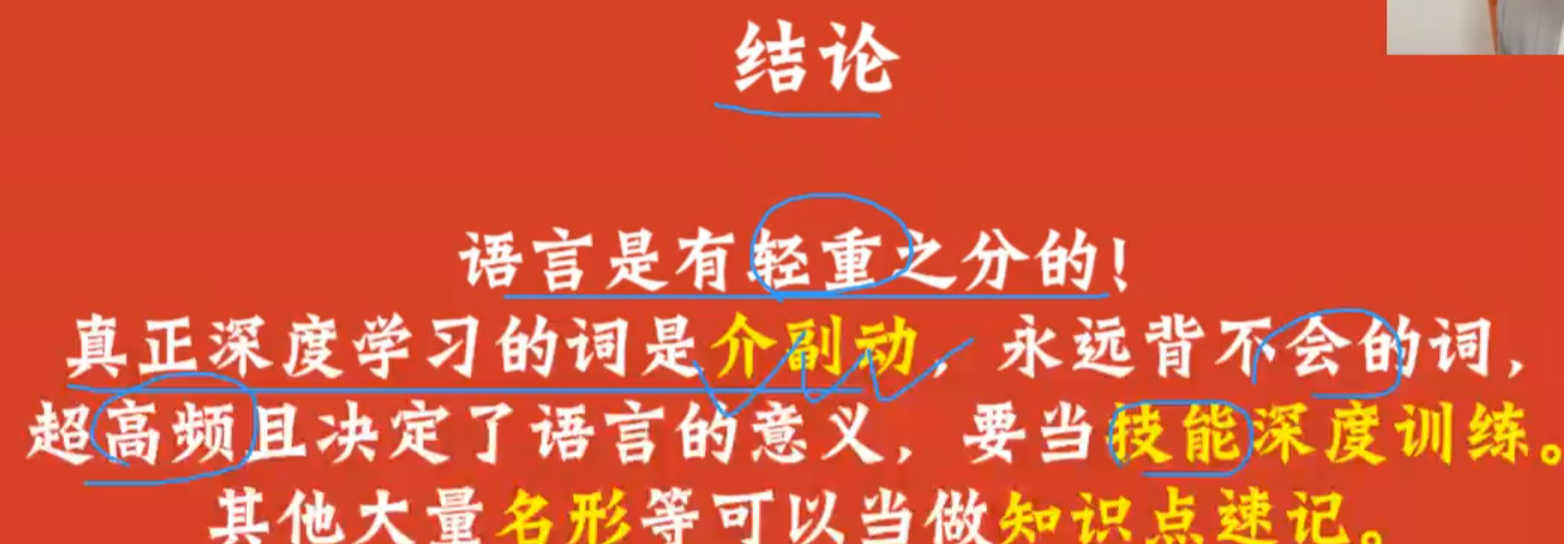 结论
语言是有轻重之分的！
真正深度学习的词是介副动，永远背不会的词，
超高频且决定了语言的意义，要当技能深度训练。
其他大量名形等可以当做知识点速记。